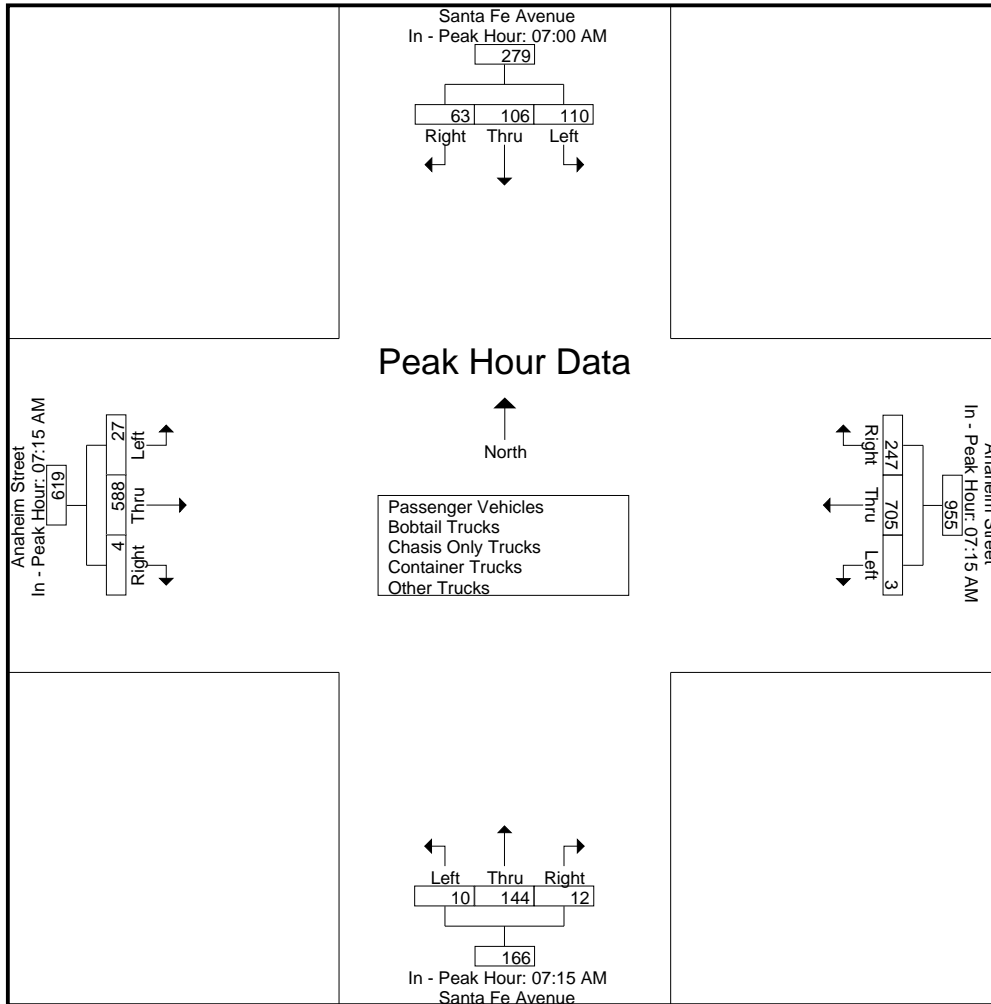 Santa Fe Avenue
In - Peak Hour: 07:00 AM
279
63 106 110
Right Thru Left
Peak Hour Data
North
Anaheim Street
In - Peak Hour: 07:15 AM
619
27 588 4
Left Thru Right
Passenger Vehicles
Bobtail Trucks
Chasis Only Trucks
Container Trucks
Other Trucks
Right Thru Left
247 705 3
955
In - Peak Hour: 07:15 AM
Anaheim Street
Left Thru Right
10 144 12
166
In - Peak Hour: 07:15 AM
Santa Fe Avenue